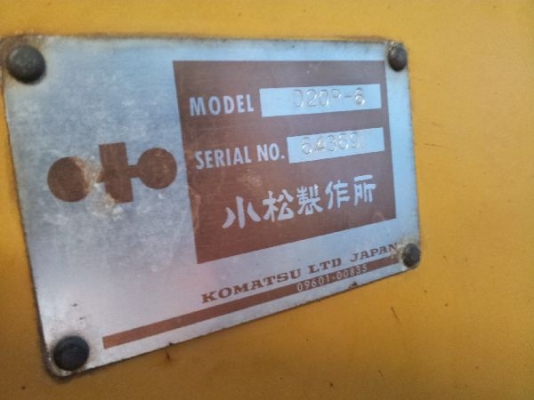 MODEL D20P-6
SERIAL NO.
小松製作所
KOMATSU LTD JAPAN
09601-00835